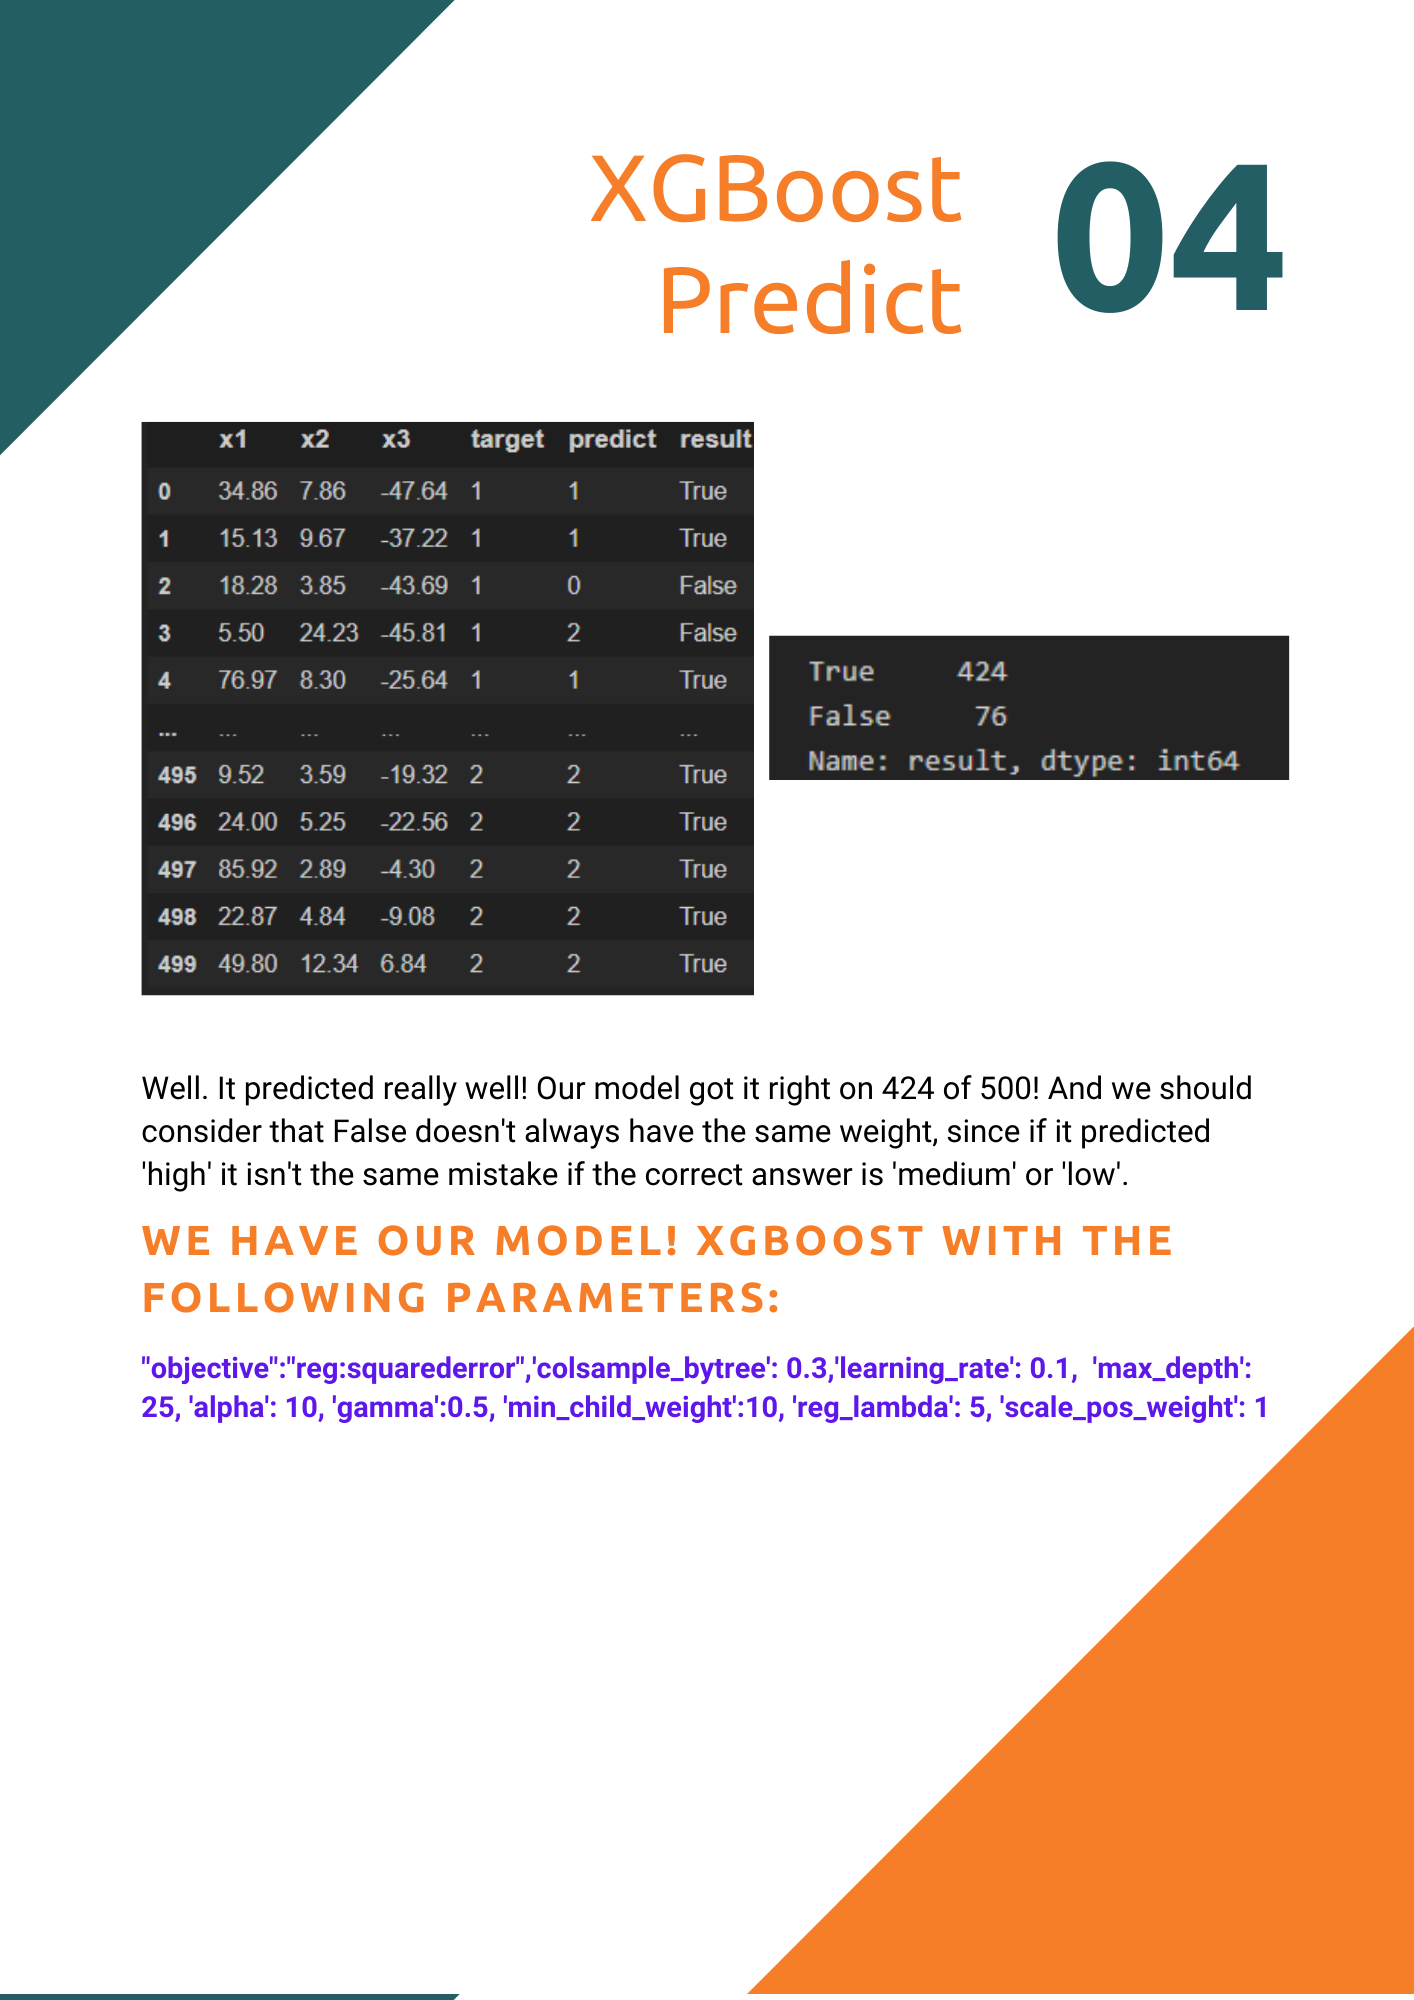 XGBoost
Predict
04
x1 x2 x3 target predict result
0 34.86 7.86 -47.64 1 1 True
1 15.13 9.67 -37.22 1 1 True
2 18.28 3.85 -43.69 1 0 False
3 5.50 24.23 -45.81 1 2 False
4 76.97 8.30 -25.64 1 1 True
... ... ... ... ... ... ...
495 9.52 3.59 -19.32 2 2 True
496 24.00 5.25 -22.56 2 2 True
497 85.92 2.89 -4.30 2 2 True
498 22.87 4.84 -9.08 2 2 True
499 49.80 12.34 6.84 2 2 True
True 424
False 76
Name: result, dtype: int64
Well. It predicted really well! Our model got it right on 424 of 500! And we should
consider that False doesn't always have the same weight, since if it predicted
'high' it isn't the same mistake if the correct answer is 'medium' or 'low'.
WE HAVE OUR MODEL! XGBOOST WITH THE
FOLLOWING PARAMETERS:
"objective":"reg:squarederror",'colsample_bytree': 0.3,'learning_rate': 0.1, 'max_depth':
25, 'alpha': 10, 'gamma':0.5, 'min_child_weight':10, 'reg_lambda': 5, 'scale_pos_weight': 1